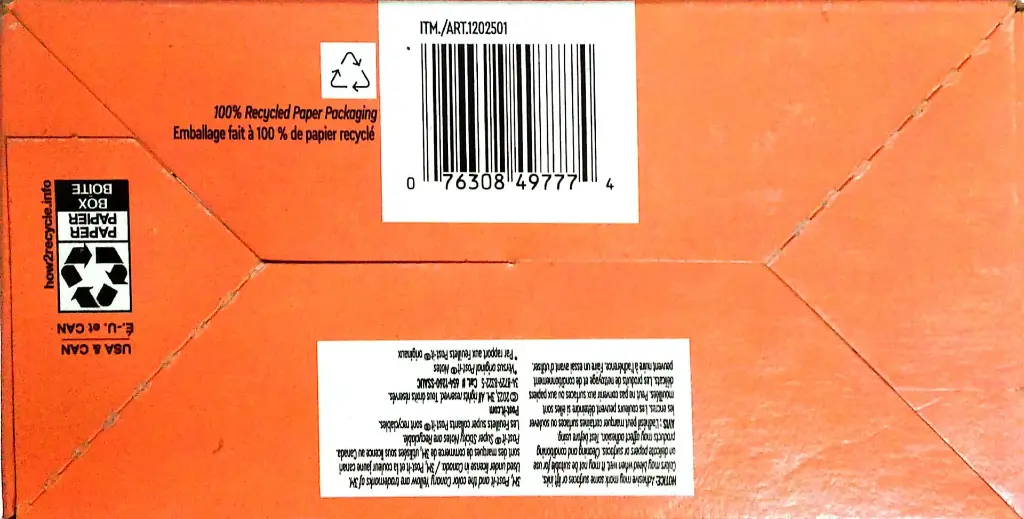 ITM./ART.1202501
0 76308 49777 4
100% Recycled Paper Packaging
Emballage fait à 100 % de papier recyclé
USA & CAN
É.-U. et CAN
PAPER
PAPIER
BOX
BOÎTE
how2recycle.info
3M, Post-it and the color Canary Yellow are trademarks of 3M.
Used under license in Canada. / 3M, Post-it et la couleur jaune canari
sont des marques de commerce de 3M, utilisées sous licence au Canada.
Post-it® Super Sticky Notes are Recyclable.
Les Feuillets super collants Post-it® sont recyclables.
Post-it.com
© 2023, 3M. All rights reserved. Tous droits réservés.
34-8729-8322-5 Cat. # 654-1260-SSAUC
*Versus original Post-it® Notes
*Par rapport aux Feuillets Post-it® originaux
NOTICE: Adhesive may mark some surfaces or lift inks.
Colors may bleed when wet. It may not be suitable for use
on delicate papers or surfaces. Cleaning and conditioning
products may affect adhesion. Test before using.
AVIS : L'adhésif peut marquer certaines surfaces ou soulever
les encres. Les couleurs peuvent déteindre si elles sont
mouillées. Peut ne pas convenir aux surfaces ou aux papiers
délicats. Les produits de nettoyage et de conditionnement
peuvent nuire à l'adhérence. Faire un essai avant d'utiliser.